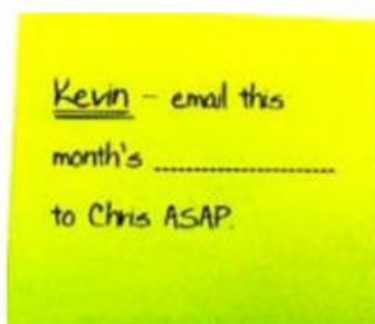 Kevin - email this
month's ------------------
to Chris ASAP.